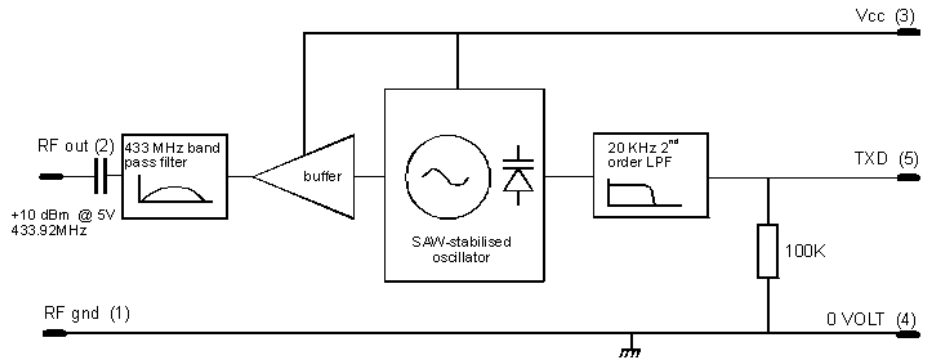 Vcc (3)
RF out (2)
433 MHz band
pass filter
buffer
20 KHz 2nd
order LPF
TXD (5)
+10 dBm @ 5V
433.92MHz
SAW-stabilised
oscillator
100K
RF gnd (1)
0 VOLT (4)